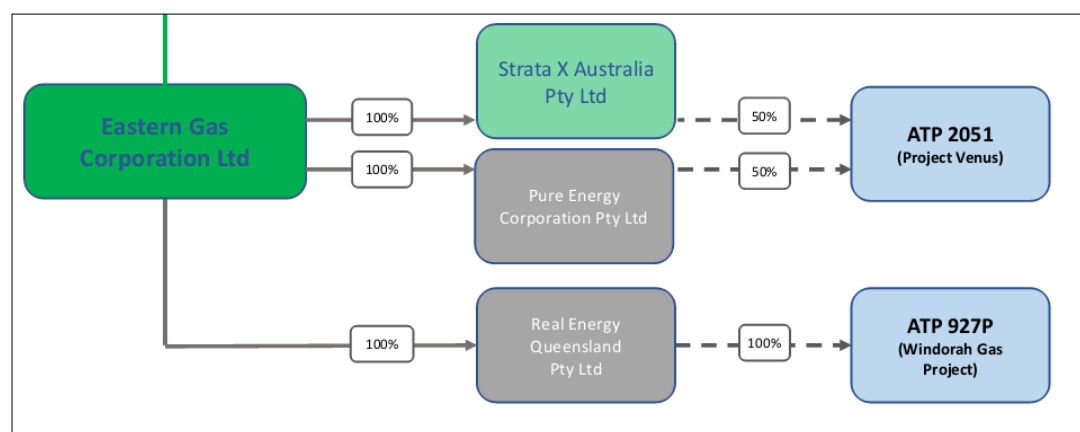 Eastern Gas
Corporation Ltd
100%
Strata X Australia
Pty Ltd
50%
ATP 2051
(Project Venus)
100%
Pure Energy
Corporation Pty Ltd
50%
100%
Real Energy
Queensland
Pty Ltd
100%
ATP 927P
(Windorah Gas
Project)